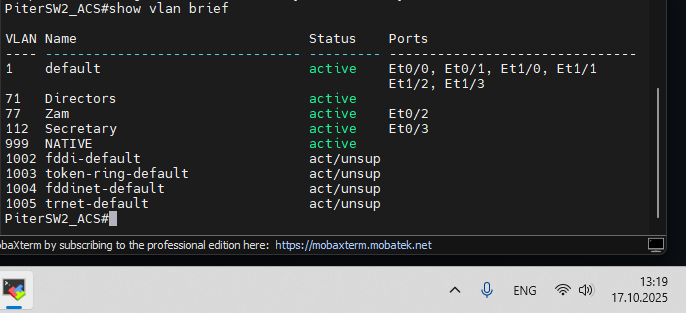 PiterSW2_ACS#show vlan brief
VLAN Name                             Status    Ports
---- -------------------------------- --------- -------------------------------
1    default                          active    Et0/0, Et0/1, Et1/0, Et1/1
                                                Et1/2, Et1/3
71   Directors                        active
77   Zam                              active    Et0/2
112  Secretary                        active    Et0/3
999  NATIVE                           active
1002 fddi-default                     act/unsup
1003 token-ring-default               act/unsup
1004 fddinet-default                  act/unsup
1005 trnet-default                    act/unsup
PiterSW2_ACS#
obaXterm by subscribing to the professional edition here: https://mobaxterm.mobatek.net
ENG
13:19
17.10.2025